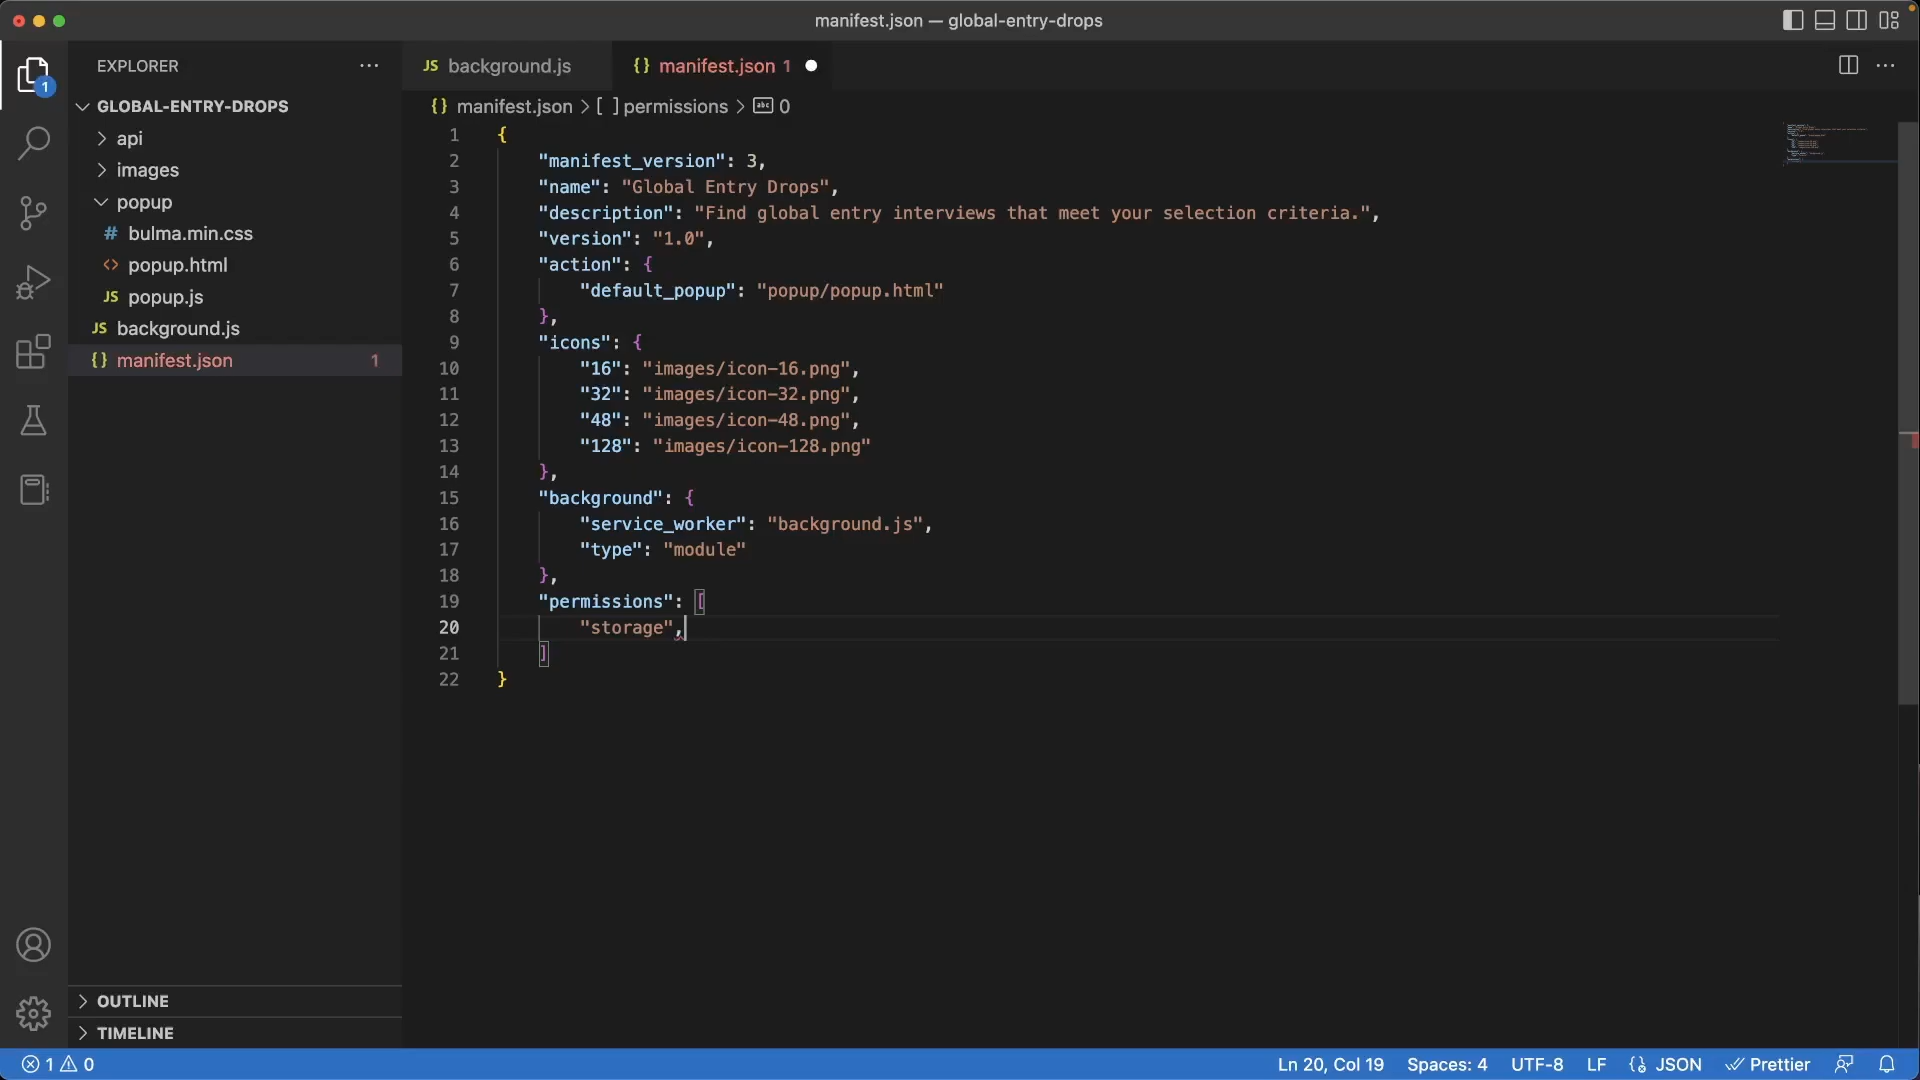 manifest.json — global-entry-drops
EXPLORER
1
GLOBAL-ENTRY-DROPS
api
images
popup
# bulma.min.css
<> popup.html
JS popup.js
JS background.js
{} manifest.json 1
OUTLINE
TIMELINE
JS background.js
{} manifest.json 1
{} manifest.json > [ ] permissions > abc 0
1 {
2 "manifest_version": 3,
3 "name": "Global Entry Drops",
4 "description": "Find global entry interviews that meet your selection criteria.",
5 "version": "1.0",
6 "action": {
7 "default_popup": "popup/popup.html"
8 },
9 "icons": {
10 "16": "images/icon-16.png",
11 "32": "images/icon-32.png",
12 "48": "images/icon-48.png",
13 "128": "images/icon-128.png"
14 },
15 "background": {
16 "service_worker": "background.js",
17 "type": "module"
18 },
19 "permissions": [
20 "storage",
21 ]
22 }
1 0
Ln 20, Col 19 Spaces: 4 UTF-8 LF {} JSON Prettier